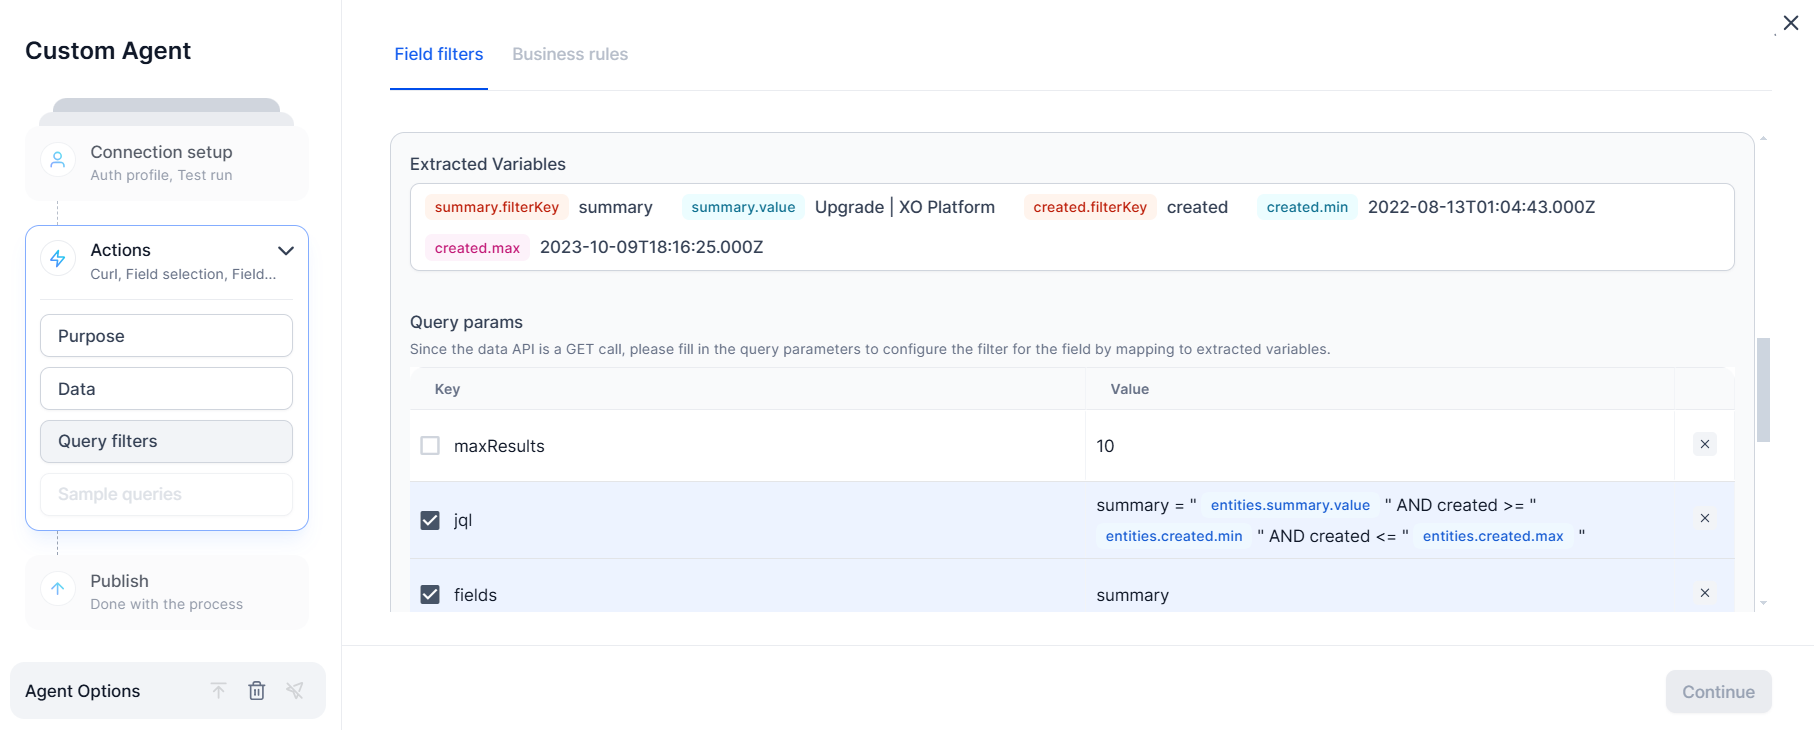 Custom Agent
Connection setup
Auth profile, Test run
Actions
Curl, Field selection, Field...
Purpose
Data
Query filters
Sample queries
Publish
Done with the process
Agent Options
Field filters
Business rules
Extracted Variables
summary.filterKey summary summary.value Upgrade | XO Platform created.filterKey created created.min 2022-08-13T01:04:43.000Z
created.max 2023-10-09T18:16:25.000Z
Query params
Since the data API is a GET call, please fill in the query parameters to configure the filter for the field by mapping to extracted variables.
Key Value
maxResults 10
jql summary = " entities.summary.value " AND created >= "
entities.created.min " AND created <= " entities.created.max "
fields summary
Continue